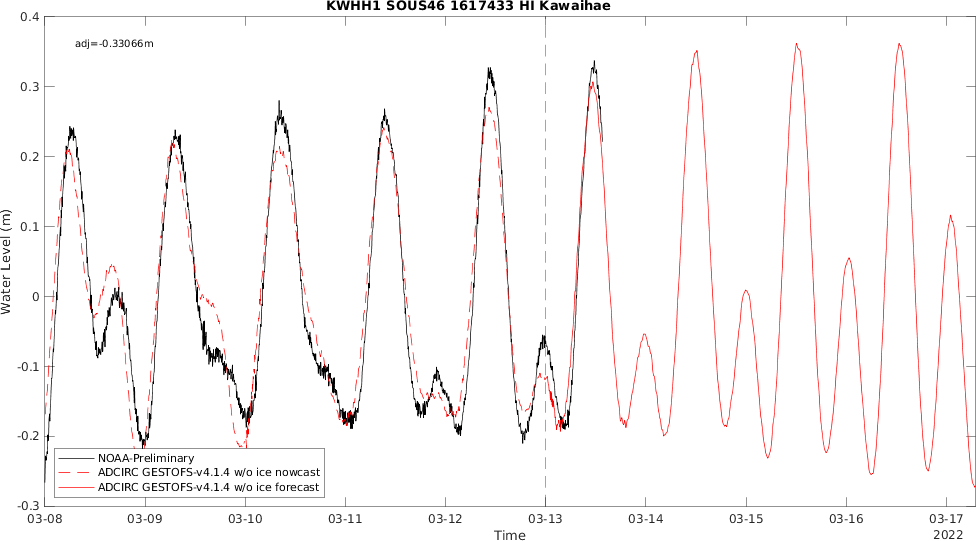 KWHH1 SOUS46 1617433 HI Kawaihae
adj=-0.33066m
Water Level (m)
0.4
0.3
0.2
0.1
0
-0.1
-0.2
-0.3
NOAA-Preliminary
ADCIRC GESTOFS-v4.1.4 w/o ice nowcast
ADCIRC GESTOFS-v4.1.4 w/o ice forecast
03-08 03-09 03-10 03-11 03-12 03-13 03-14 03-15 03-16 03-17
Time
2022